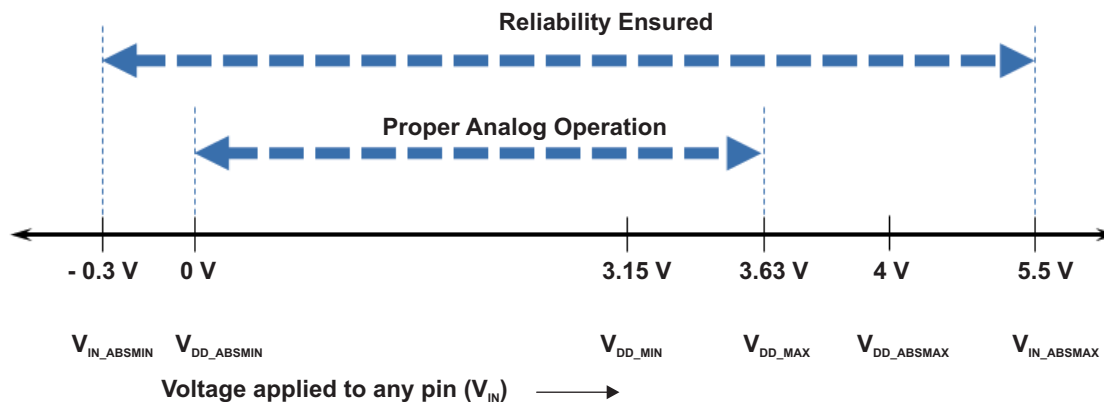 Reliability Ensured
Proper Analog Operation
- 0.3 V 0 V 3.15 V 3.63 V 4 V 5.5 V
VIN_ABSMIN VDD_ABSMIN VDD_MIN VDD_MAX VDD_ABSMAX VIN_ABSMAX
Voltage applied to any pin (VIN)